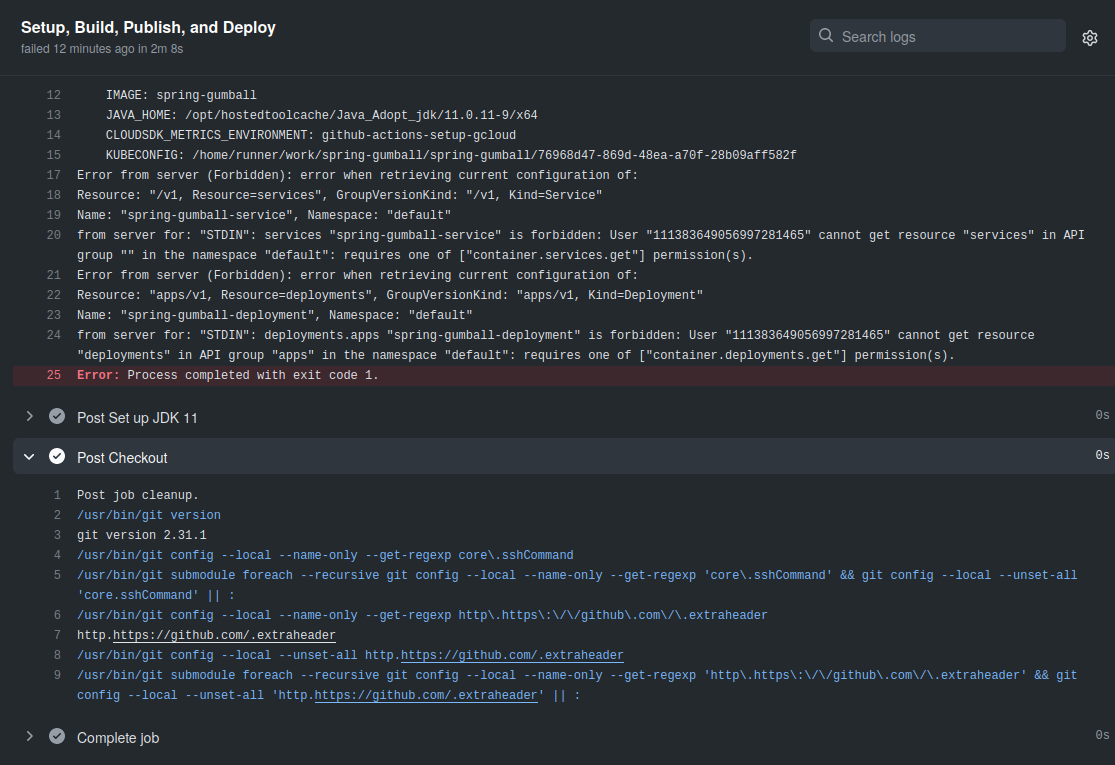 Setup, Build, Publish, and Deploy
failed 12 minutes ago in 2m 8s
Search logs
12 IMAGE: spring-gumball
13 JAVA_HOME: /opt/hostedtoolcache/Java_Adopt_jdk/11.0.11-9/x64
14 CLOUDSDK_METRICS_ENVIRONMENT: github-actions-setup-gcloud
15 KUBECONFIG: /home/runner/work/spring-gumball/spring-gumball/76968d47-869d-48ea-a70f-28b09aff582f
17 Error from server (Forbidden): error when retrieving current configuration of:
18 Resource: "/v1, Resource=services", GroupVersionKind: "/v1, Kind=Service"
19 Name: "spring-gumball-service", Namespace: "default"
20 from server for: "STDIN": services "spring-gumball-service" is forbidden: User "111383649056997281465" cannot get resource "services" in API
group "" in the namespace "default": requires one of ["container.services.get"] permission(s).
21 Error from server (Forbidden): error when retrieving current configuration of:
22 Resource: "apps/v1, Resource=deployments", GroupVersionKind: "apps/v1, Kind=Deployment"
23 Name: "spring-gumball-deployment", Namespace: "default"
24 from server for: "STDIN": deployments.apps "spring-gumball-deployment" is forbidden: User "111383649056997281465" cannot get resource
"deployments" in API group "apps" in the namespace "default": requires one of ["container.deployments.get"] permission(s).
25 Error: Process completed with exit code 1.
Post Set up JDK 11 0s
Post Checkout 0s
1 Post job cleanup.
2 /usr/bin/git version
3 git version 2.31.1
4 /usr/bin/git config --local --name-only --get-regexp core\.sshCommand
5 /usr/bin/git submodule foreach --recursive git config --local --name-only --get-regexp 'core\.sshCommand' && git config --local --unset-all
'core.sshCommand' || :
6 /usr/bin/git config --local --name-only --get-regexp http\.https\:\/\/github\.com\/\.extraheader
7 http.https://github.com/.extraheader
8 /usr/bin/git config --local --unset-all http.https://github.com/.extraheader
9 /usr/bin/git submodule foreach --recursive git config --local --name-only --get-regexp 'http\.https\:\/\/github\.com\/\.extraheader' && git
config --local --unset-all 'http.https://github.com/.extraheader' || :
Complete job 0s